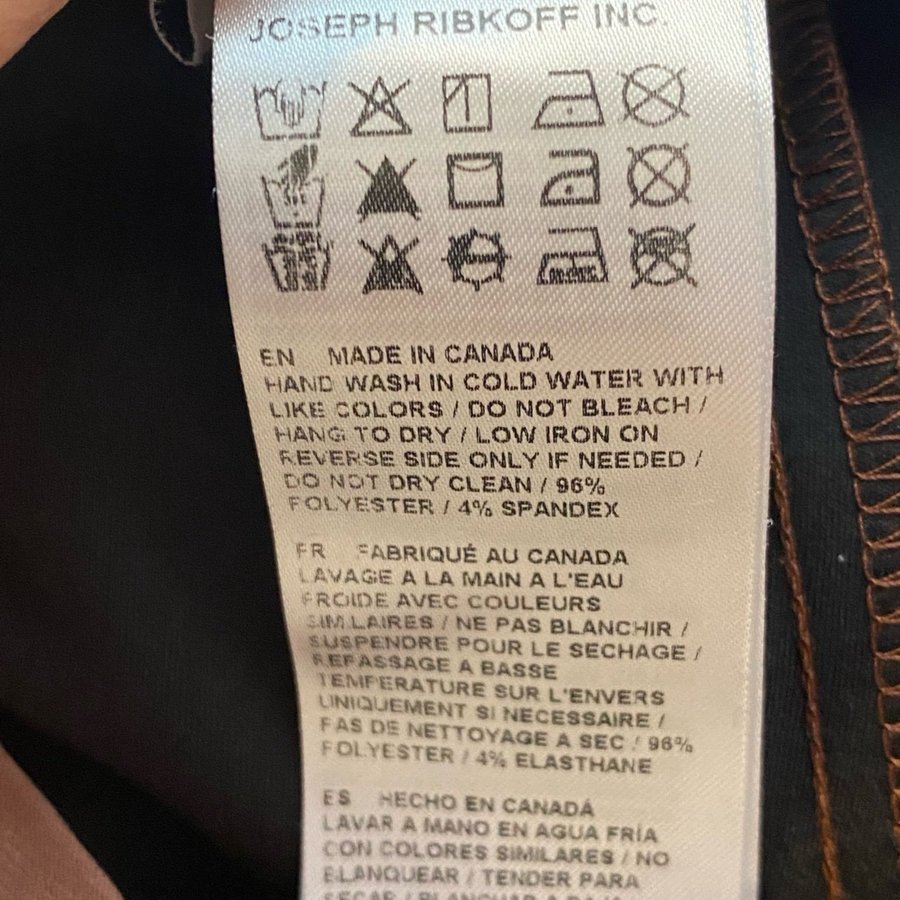 JOSEPH RIBKOFF INC.
EN MADE IN CANADA
HAND WASH IN COLD WATER WITH
LIKE COLORS / DO NOT BLEACH /
HANG TO DRY / LOW IRON ON
REVERSE SIDE ONLY IF NEEDED /
DO NOT DRY CLEAN / 96%
POLYESTER / 4% SPANDEX
FR FABRIQUÉ AU CANADA
LAVAGE A LA MAIN A L'EAU
FROIDE AVEC COULEURS
SIMILAIRES / NE PAS BLANCHIR /
SUSPENDRE POUR LE SECHAGE /
REPASSAGE A BASSE
TEMPERATURE SUR L'ENVERS
UNIQUEMENT SI NECESSAIRE /
PAS DE NETTOYAGE A SEC / 96%
POLYESTER / 4% ELASTHANE
ES HECHO EN CANADÁ
LAVAR A MANO EN AGUA FRÍA
CON COLORES SIMILARES / NO
BLANQUEAR / TENDER PARA
SECAR / PLANCHAR A